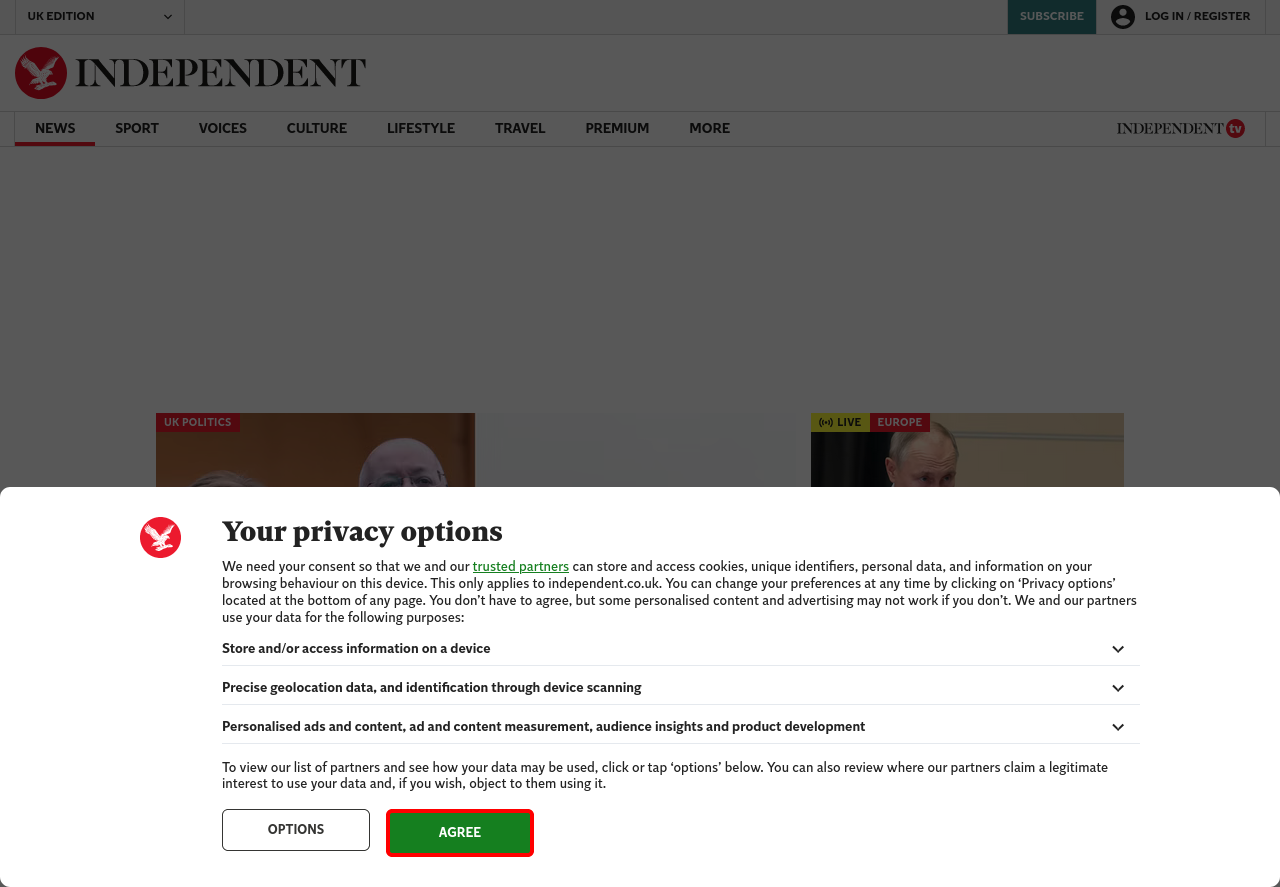 UK EDITION
SUBSCRIBE
LOG IN / REGISTER
INDEPENDENT
NEWS SPORT VOICES CULTURE LIFESTYLE TRAVEL PREMIUM MORE
INDEPENDENT tv
UK POLITICS
LIVE EUROPE
Your privacy options
We need your consent so that we and our trusted partners can store and access cookies, unique identifiers, personal data, and information on your
browsing behaviour on this device. This only applies to independent.co.uk. You can change your preferences at any time by clicking on ‘Privacy options’
located at the bottom of any page. You don’t have to agree, but some personalised content and advertising may not work if you don’t. We and our partners
use your data for the following purposes:
Store and/or access information on a device
Precise geolocation data, and identification through device scanning
Personalised ads and content, ad and content measurement, audience insights and product development
To view our list of partners and see how your data may be used, click or tap ‘options’ below. You can also review where our partners claim a legitimate
interest to use your data and, if you wish, object to them using it.
OPTIONS
AGREE